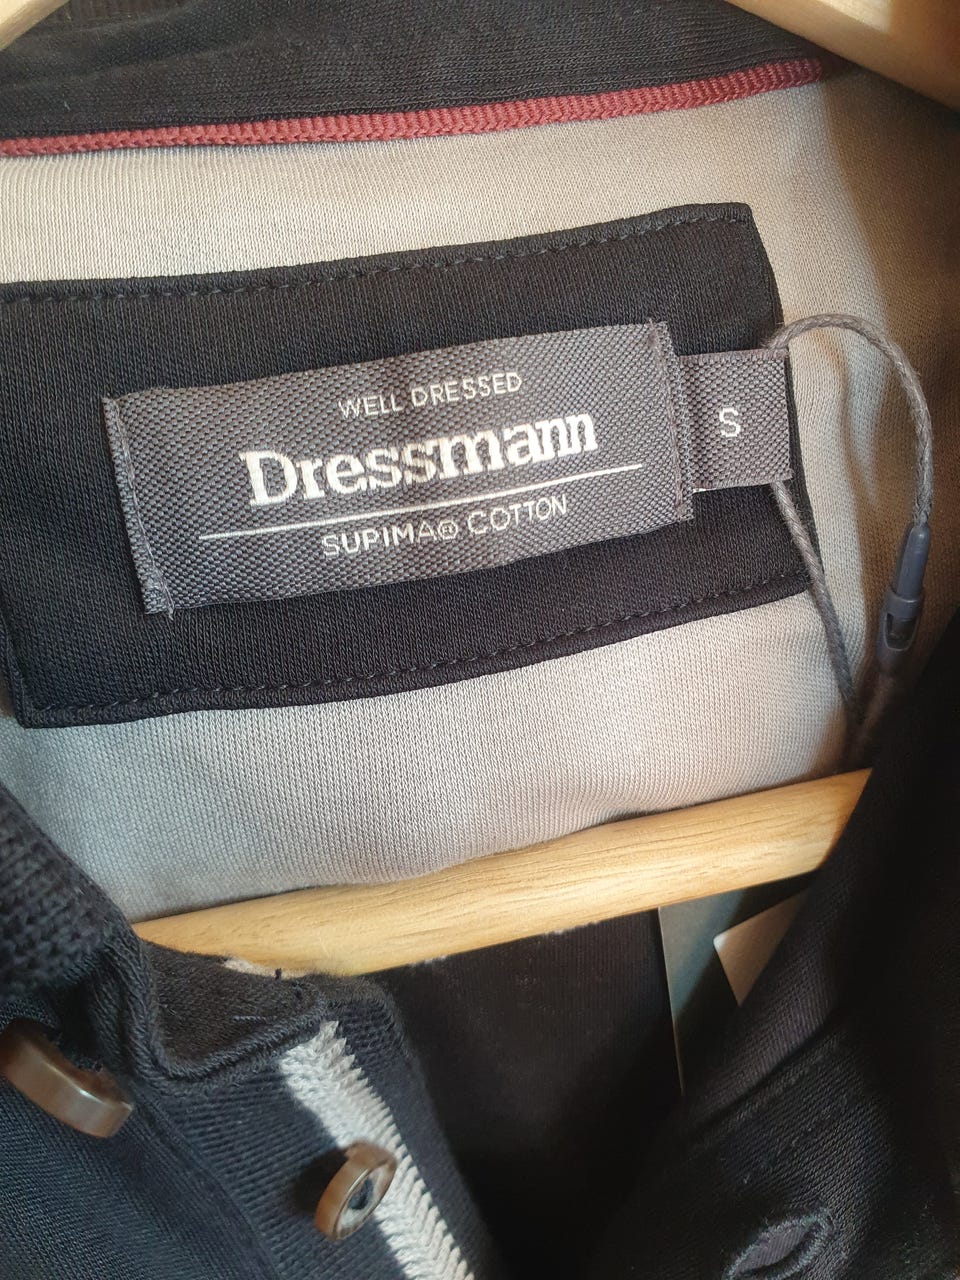 WELL DRESSED
Dressmann
SUPIMA® COTTON
S